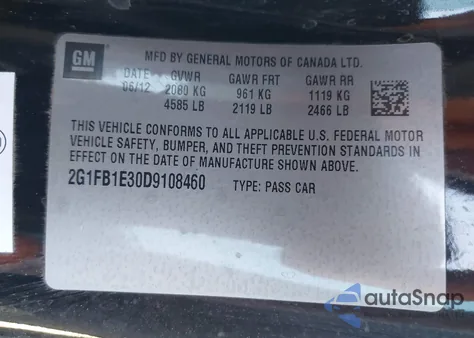 GM
MFD BY GENERAL MOTORS OF CANADA LTD.
DATE GVWR GAWR FRT GAWR RR
06/12 2080 KG 961 KG 1119 KG
4585 LB 2119 LB 2466 LB
THIS VEHICLE CONFORMS TO ALL APPLICABLE U.S. FEDERAL MOTOR
VEHICLE SAFETY, BUMPER, AND THEFT PREVENTION STANDARDS IN
EFFECT ON THE DATE OF MANUFACTURE SHOWN ABOVE.
2G1FB1E30D9108460 TYPE: PASS CAR
autoSnap